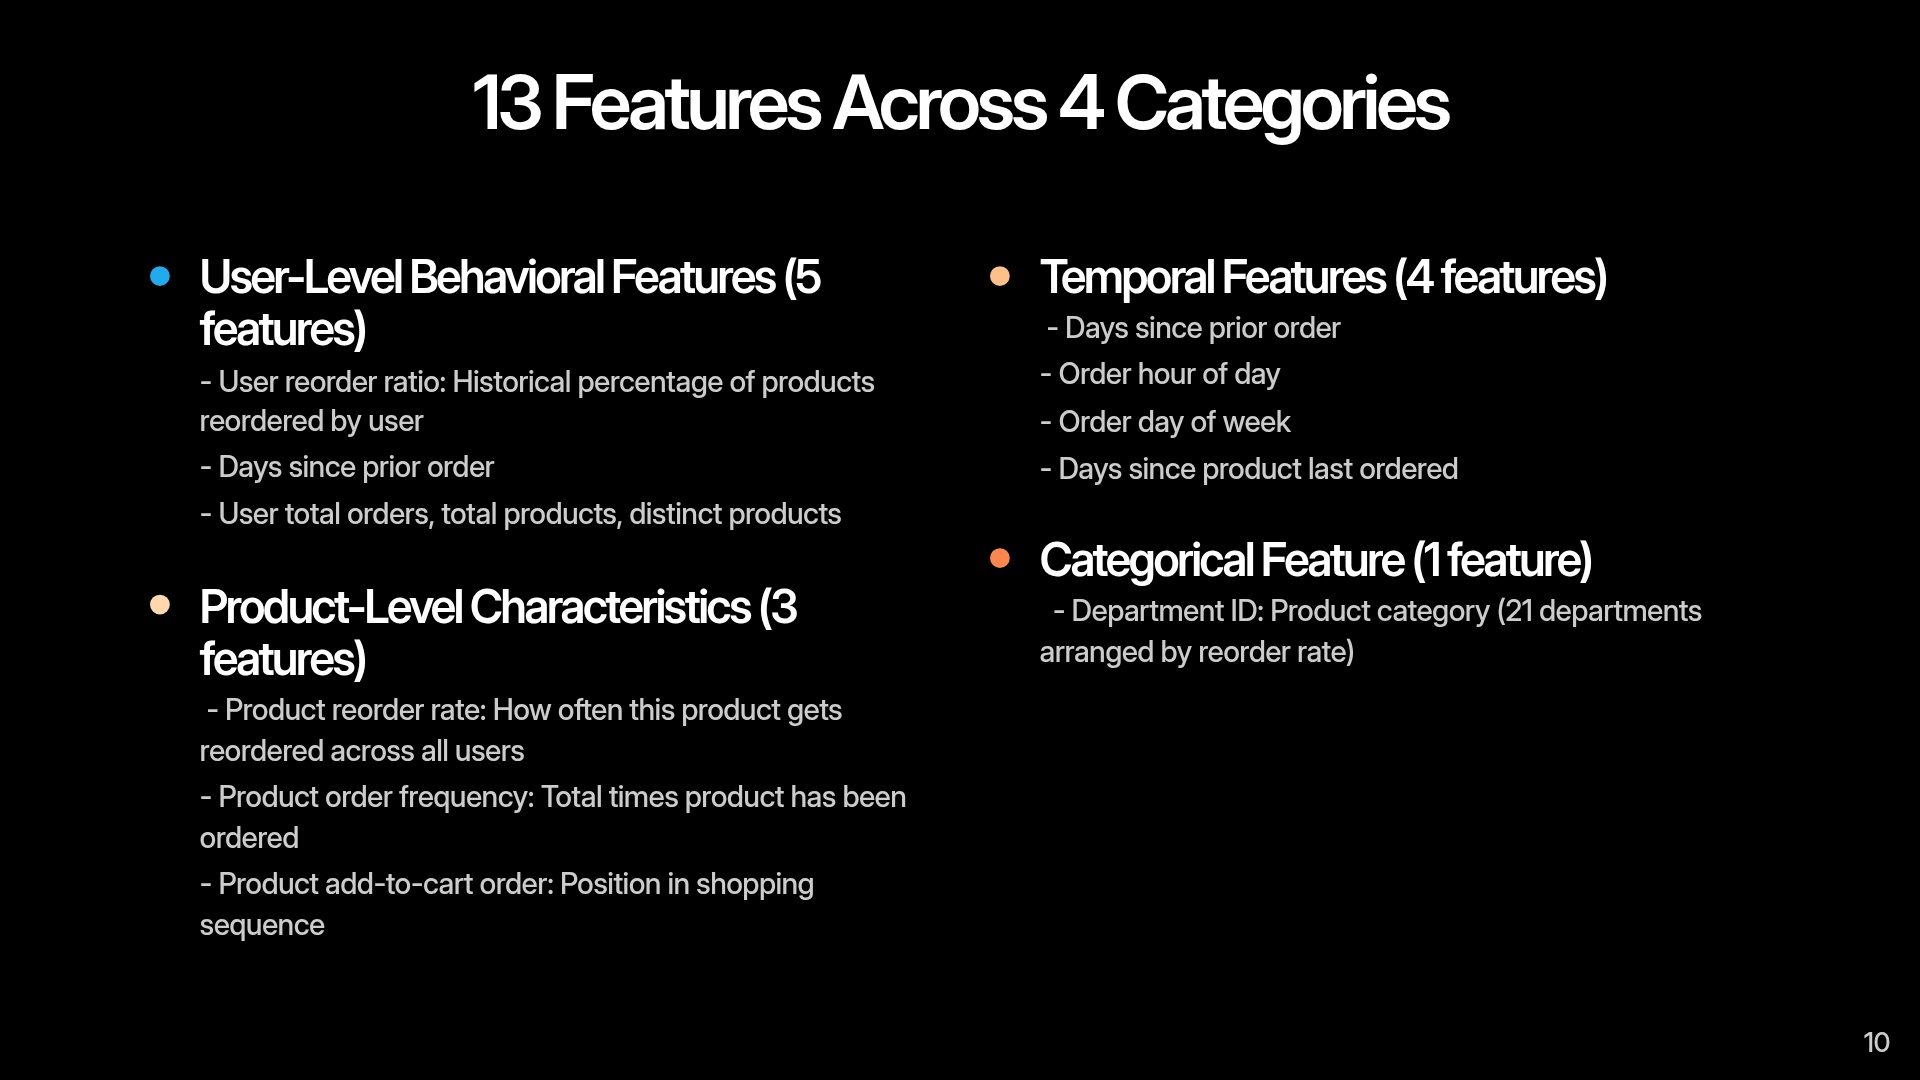 13 Features Across 4 Categories
User-Level Behavioral Features (5
features)
- User reorder ratio: Historical percentage of products
reordered by user
- Days since prior order
- User total orders, total products, distinct products
Product-Level Characteristics (3
features)
- Product reorder rate: How often this product gets
reordered across all users
- Product order frequency: Total times product has been
ordered
- Product add-to-cart order: Position in shopping
sequence
Temporal Features (4 features)
- Days since prior order
- Order hour of day
- Order day of week
- Days since product last ordered
Categorical Feature (1 feature)
- Department ID: Product category (21 departments
arranged by reorder rate)
10